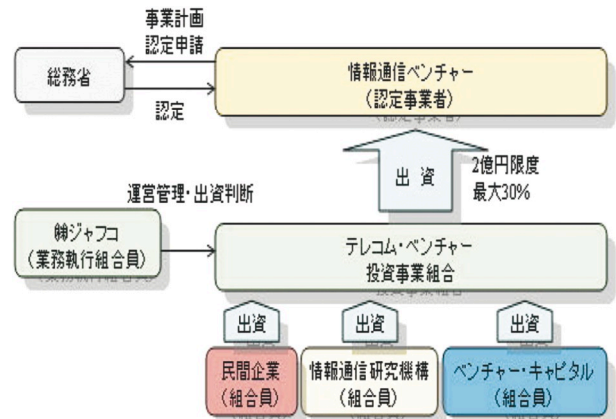 事業計画
認定申請
総務省
認定
情報通信ベンチャー
（認定事業者）
出 資
2億円限度
最大30%
運営管理・出資判断
㈱ジャフコ
（業務執行組合員）
テレコム・ベンチャー
投資事業組合
出資
出資
出資
民間企業
（組合員）
情報通信研究機構
（組合員）
ベンチャー・キャピタル
（組合員）